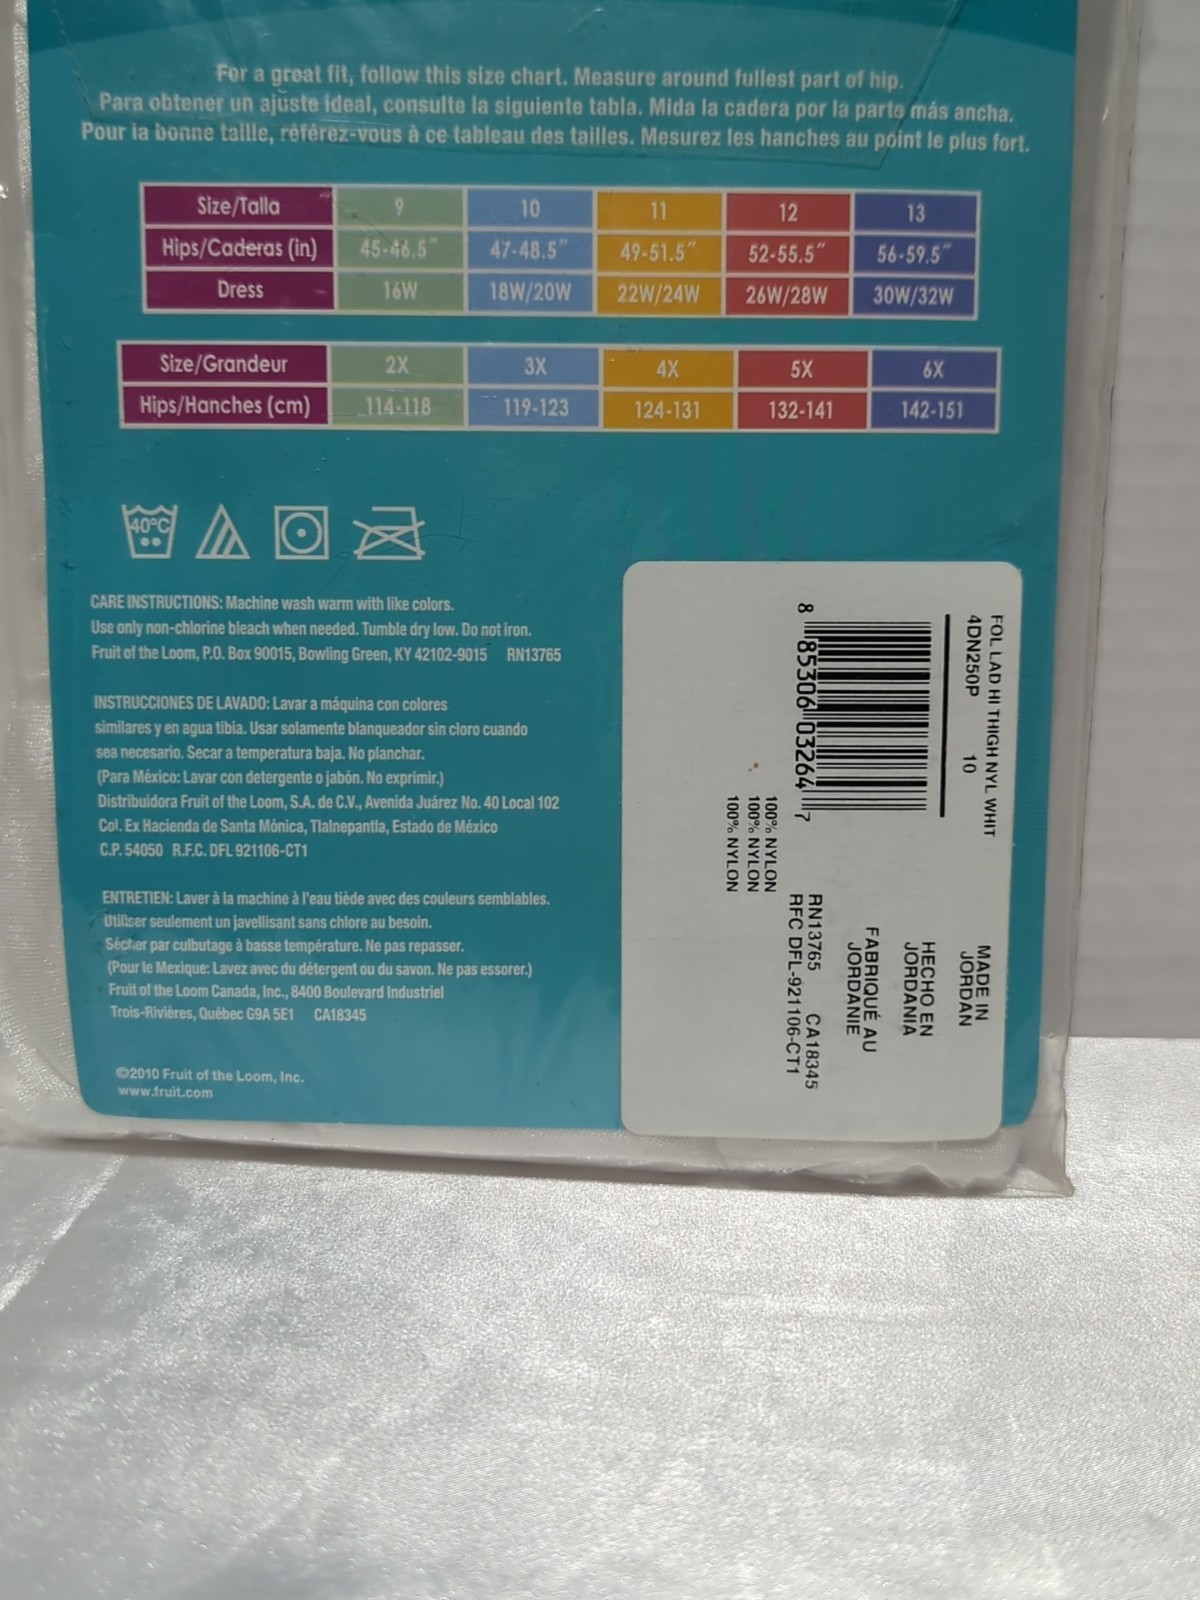 For a great fit, follow this size chart. Measure around fullest part of hip.
Para obtener un ajuste ideal, consulte la siguiente tabla. Mida la cadera por la parte más ancha.
Pour la bonne taille, référez-vous à ce tableau des tailles. Mesurez les hanches au point le plus fort.
Size/Talla 9 10 11 12 13
Hips/Caderas (in) 45-46.5" 47-48.5" 49-51.5" 52-55.5" 56-59.5"
Dress 16W 18W/20W 22W/24W 26W/28W 30W/32W
Size/Grandeur 2X 3X 4X 5X 6X
Hips/Hanches (cm) 114-118 119-123 124-131 132-141 142-151
40°C
CARE INSTRUCTIONS: Machine wash warm with like colors.
Use only non-chlorine bleach when needed. Tumble dry low. Do not iron.
Fruit of the Loom, P.O. Box 90015, Bowling Green, KY 42102-9015 RN13765
INSTRUCCIONES DE LAVADO: Lavar a máquina con colores
similares y en agua tibia. Usar solamente blanqueador sin cloro cuando
sea necesario. Secar a temperatura baja. No planchar.
(Para México: Lavar con detergente o jabón. No exprimir.)
Distribuidora Fruit of the Loom, S.A. de C.V., Avenida Juárez No. 40 Local 102
Col. Ex Hacienda de Santa Mónica, Tlalnepantla, Estado de México
C.P. 54050 R.F.C. DFL 921106-CT1
ENTRETIEN: Laver à la machine à l'eau tiède avec des couleurs semblables.
Utiliser seulement un javellisant sans chlore au besoin.
Sécher par culbutage à basse température. Ne pas repasser.
(Pour le Mexique: Lavez avec du détergent ou du savon. Ne pas essorer.)
Fruit of the Loom Canada, Inc., 8400 Boulevard Industriel
Trois-Rivières, Québec G9A 5E1 CA18345
©2010 Fruit of the Loom, Inc.
www.fruit.com
FOL LAD HI THIGH NYL WHIT
4DN250P 10
8 85306 03264 7
100% NYLON
100% NYLON
100% NYLON
MADE IN
JORDAN
HECHO EN
JORDANIA
FABRIQUÉ AU
JORDANIE
RN13765 CA18345
RFC DFL-921106-CT1